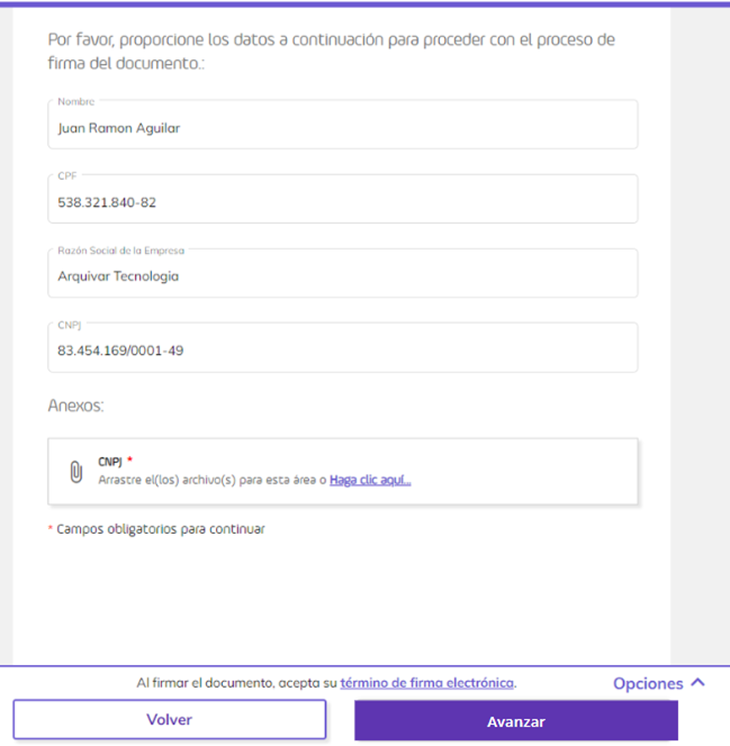 Por favor, proporcione los datos a continuación para proceder con el proceso de
firma del documento.:
Nombre
Juan Ramon Aguilar
CPF
538.321.840-82
Razón Social de la Empresa
Arquivar Tecnologia
CNPJ
83.454.169/0001-49
Anexos:
CNPJ *
Arrastre el(los) archivo(s) para esta área o Haga clic aquí...
* Campos obligatorios para continuar
Al firmar el documento, acepta su término de firma electrónica.
Opciones
Volver
Avanzar